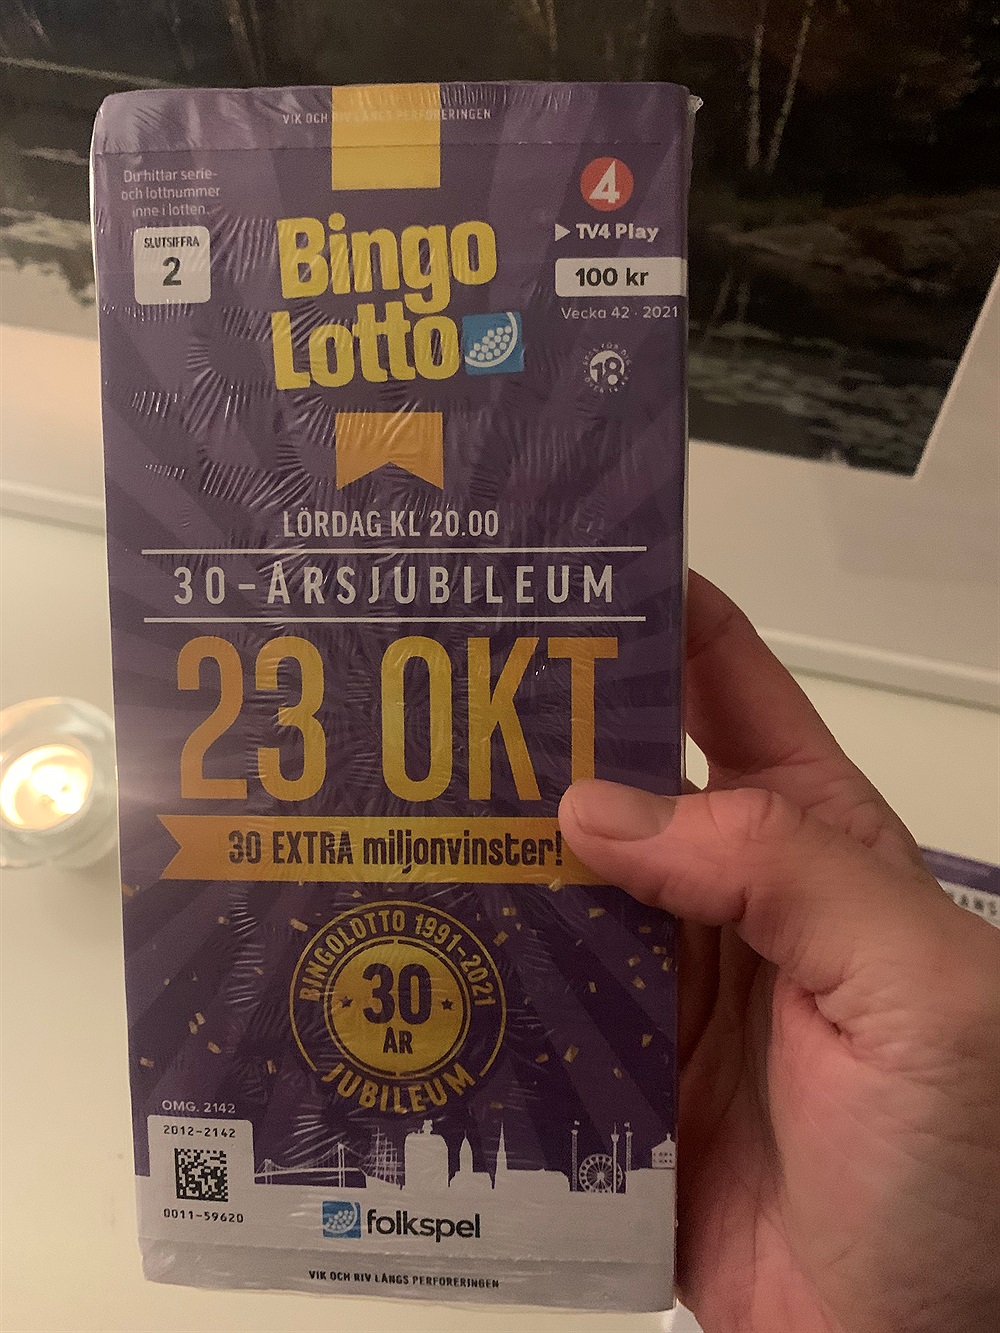 VIK OCH RIV LÄNGS PERFORERINGEN
Du hittar serie-
och lottnummer
inne i lotten.
SLUTSIFFRA
2
Bingo
Lotto
4
TV4 Play
100 kr
Vecka 42 · 2021
18
LÖRDAG KL 20.00
30-ÅRSJUBILEUM
23 OKT
30 EXTRA miljonvinster!
BINGOLOTTO 1991-2021
30
ÅR
JUBILEUM
OMG. 2142
2012-2142
0011-59620
folkspel
VIK OCH RIV LÄNGS PERFORERINGEN